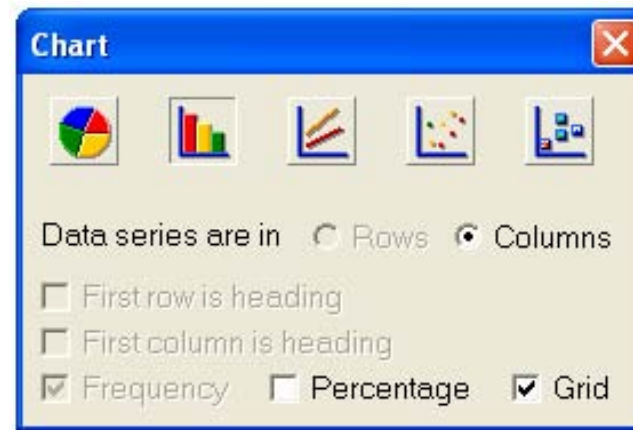 Chart
Data series are in Rows Columns
First row is heading
First column is heading
Frequency Percentage Grid